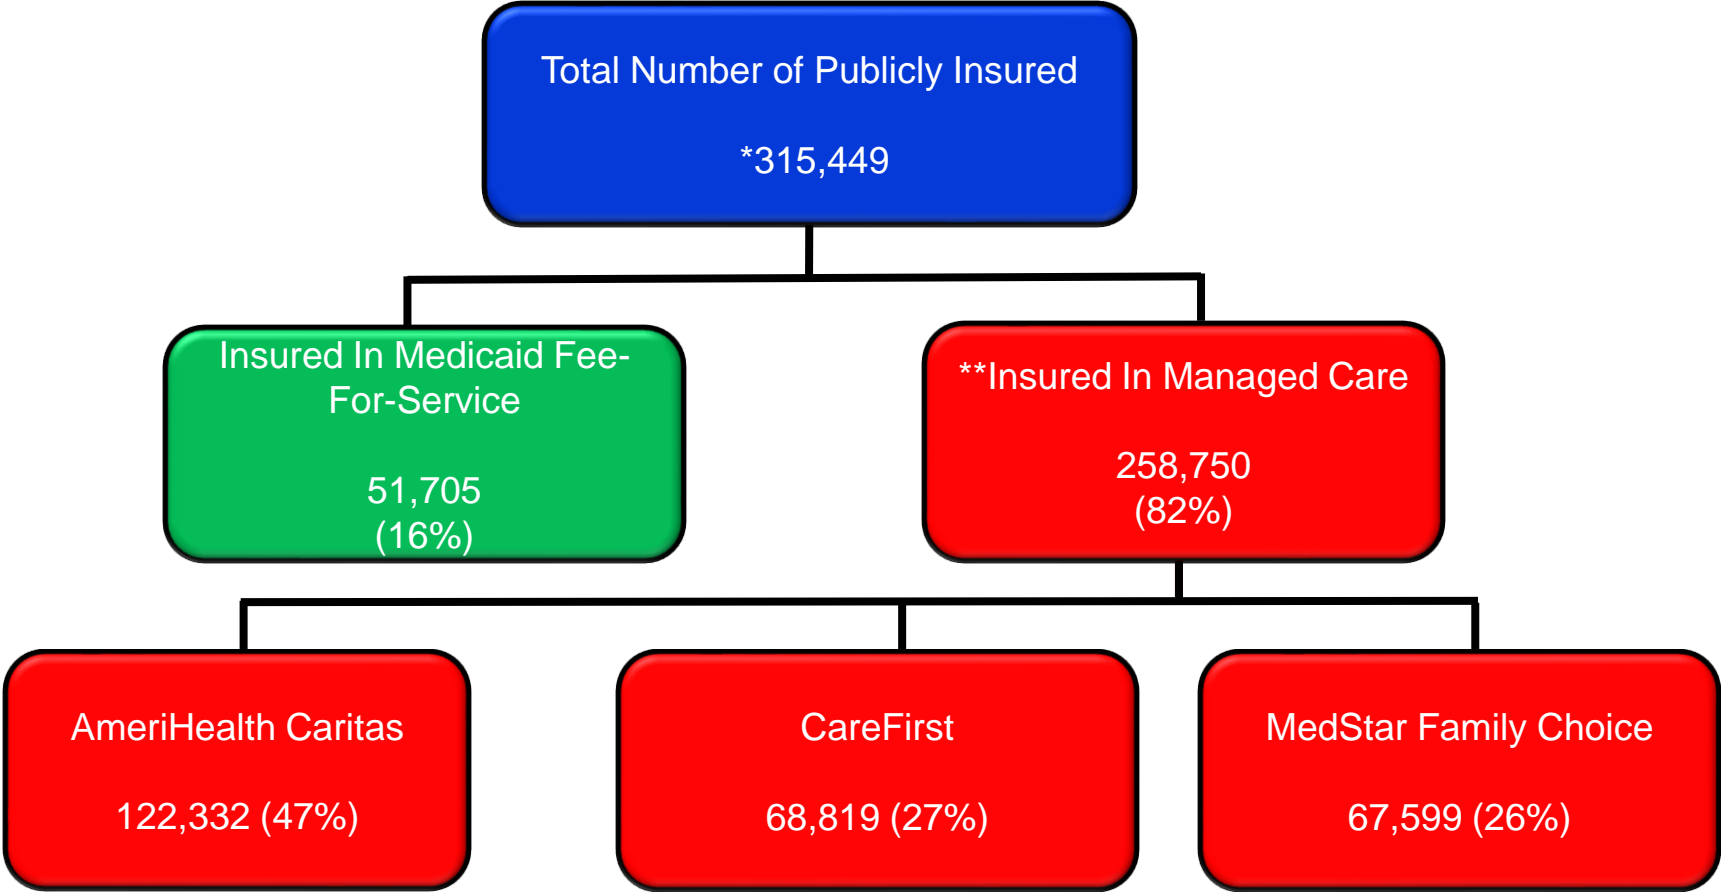 Total Number of Publicly Insured
*315,449
Insured In Medicaid Fee-
For-Service
51,705
(16%)
**Insured In Managed Care
258,750
(82%)
AmeriHealth Caritas
122,332 (47%)
CareFirst
68,819 (27%)
MedStar Family Choice
67,599 (26%)